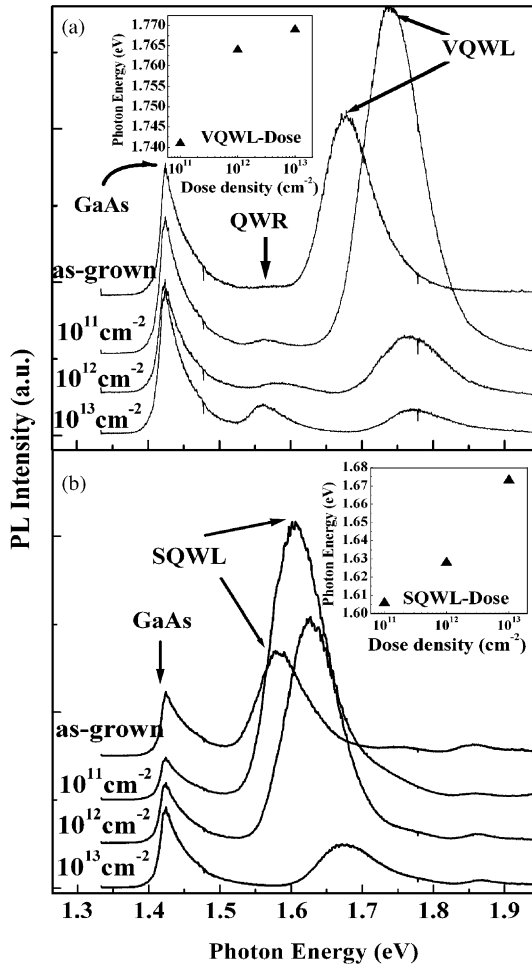 (a)
1.770
1.765
1.760
1.755
1.750
1.745
1.740
Photon Energy (eV)
VQWL-Dose
10¹¹ 10¹² 10¹³
Dose density (cm⁻²)
VQWL
GaAs
QWR
as-grown
10¹¹cm⁻²
10¹²cm⁻²
10¹³cm⁻²
PL Intensity (a.u.)
(b)
1.68
1.67
1.66
1.65
1.64
1.63
1.62
1.61
1.60
Photon Energy (eV)
SQWL-Dose
10¹¹ 10¹² 10¹³
Dose density (cm⁻²)
SQWL
GaAs
as-grown
10¹¹cm⁻²
10¹²cm⁻²
10¹³cm⁻²
1.3 1.4 1.5 1.6 1.7 1.8 1.9
Photon Energy (eV)